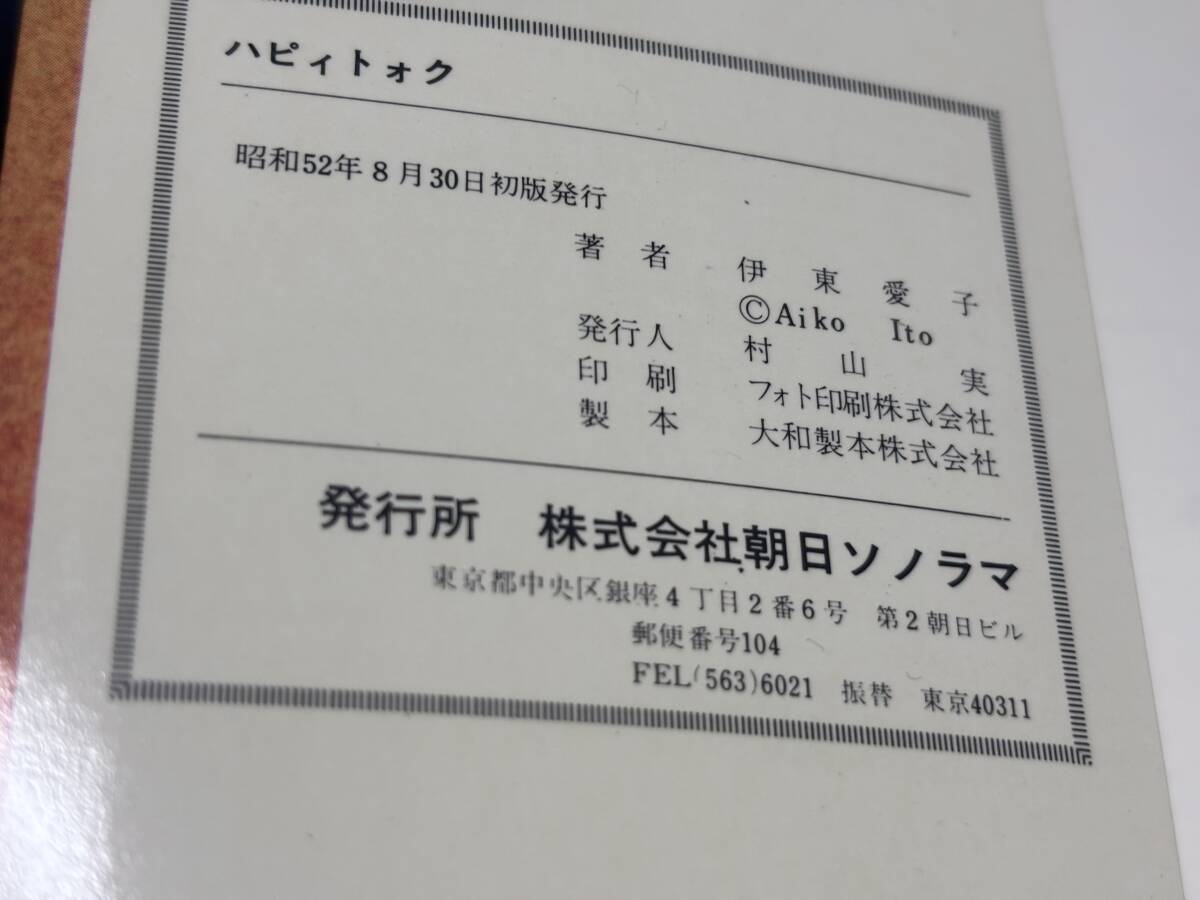 ハピィトォク
昭和52年8月30日初版発行
著者 伊東愛子
©Aiko Ito
発行人 村山実
印刷 フォト印刷株式会社
製本 大和製本株式会社
発行所 株式会社朝日ソノラマ
東京都中央区銀座4丁目2番6号 第2朝日ビル
郵便番号104
FEL(563)6021 振替 東京40311